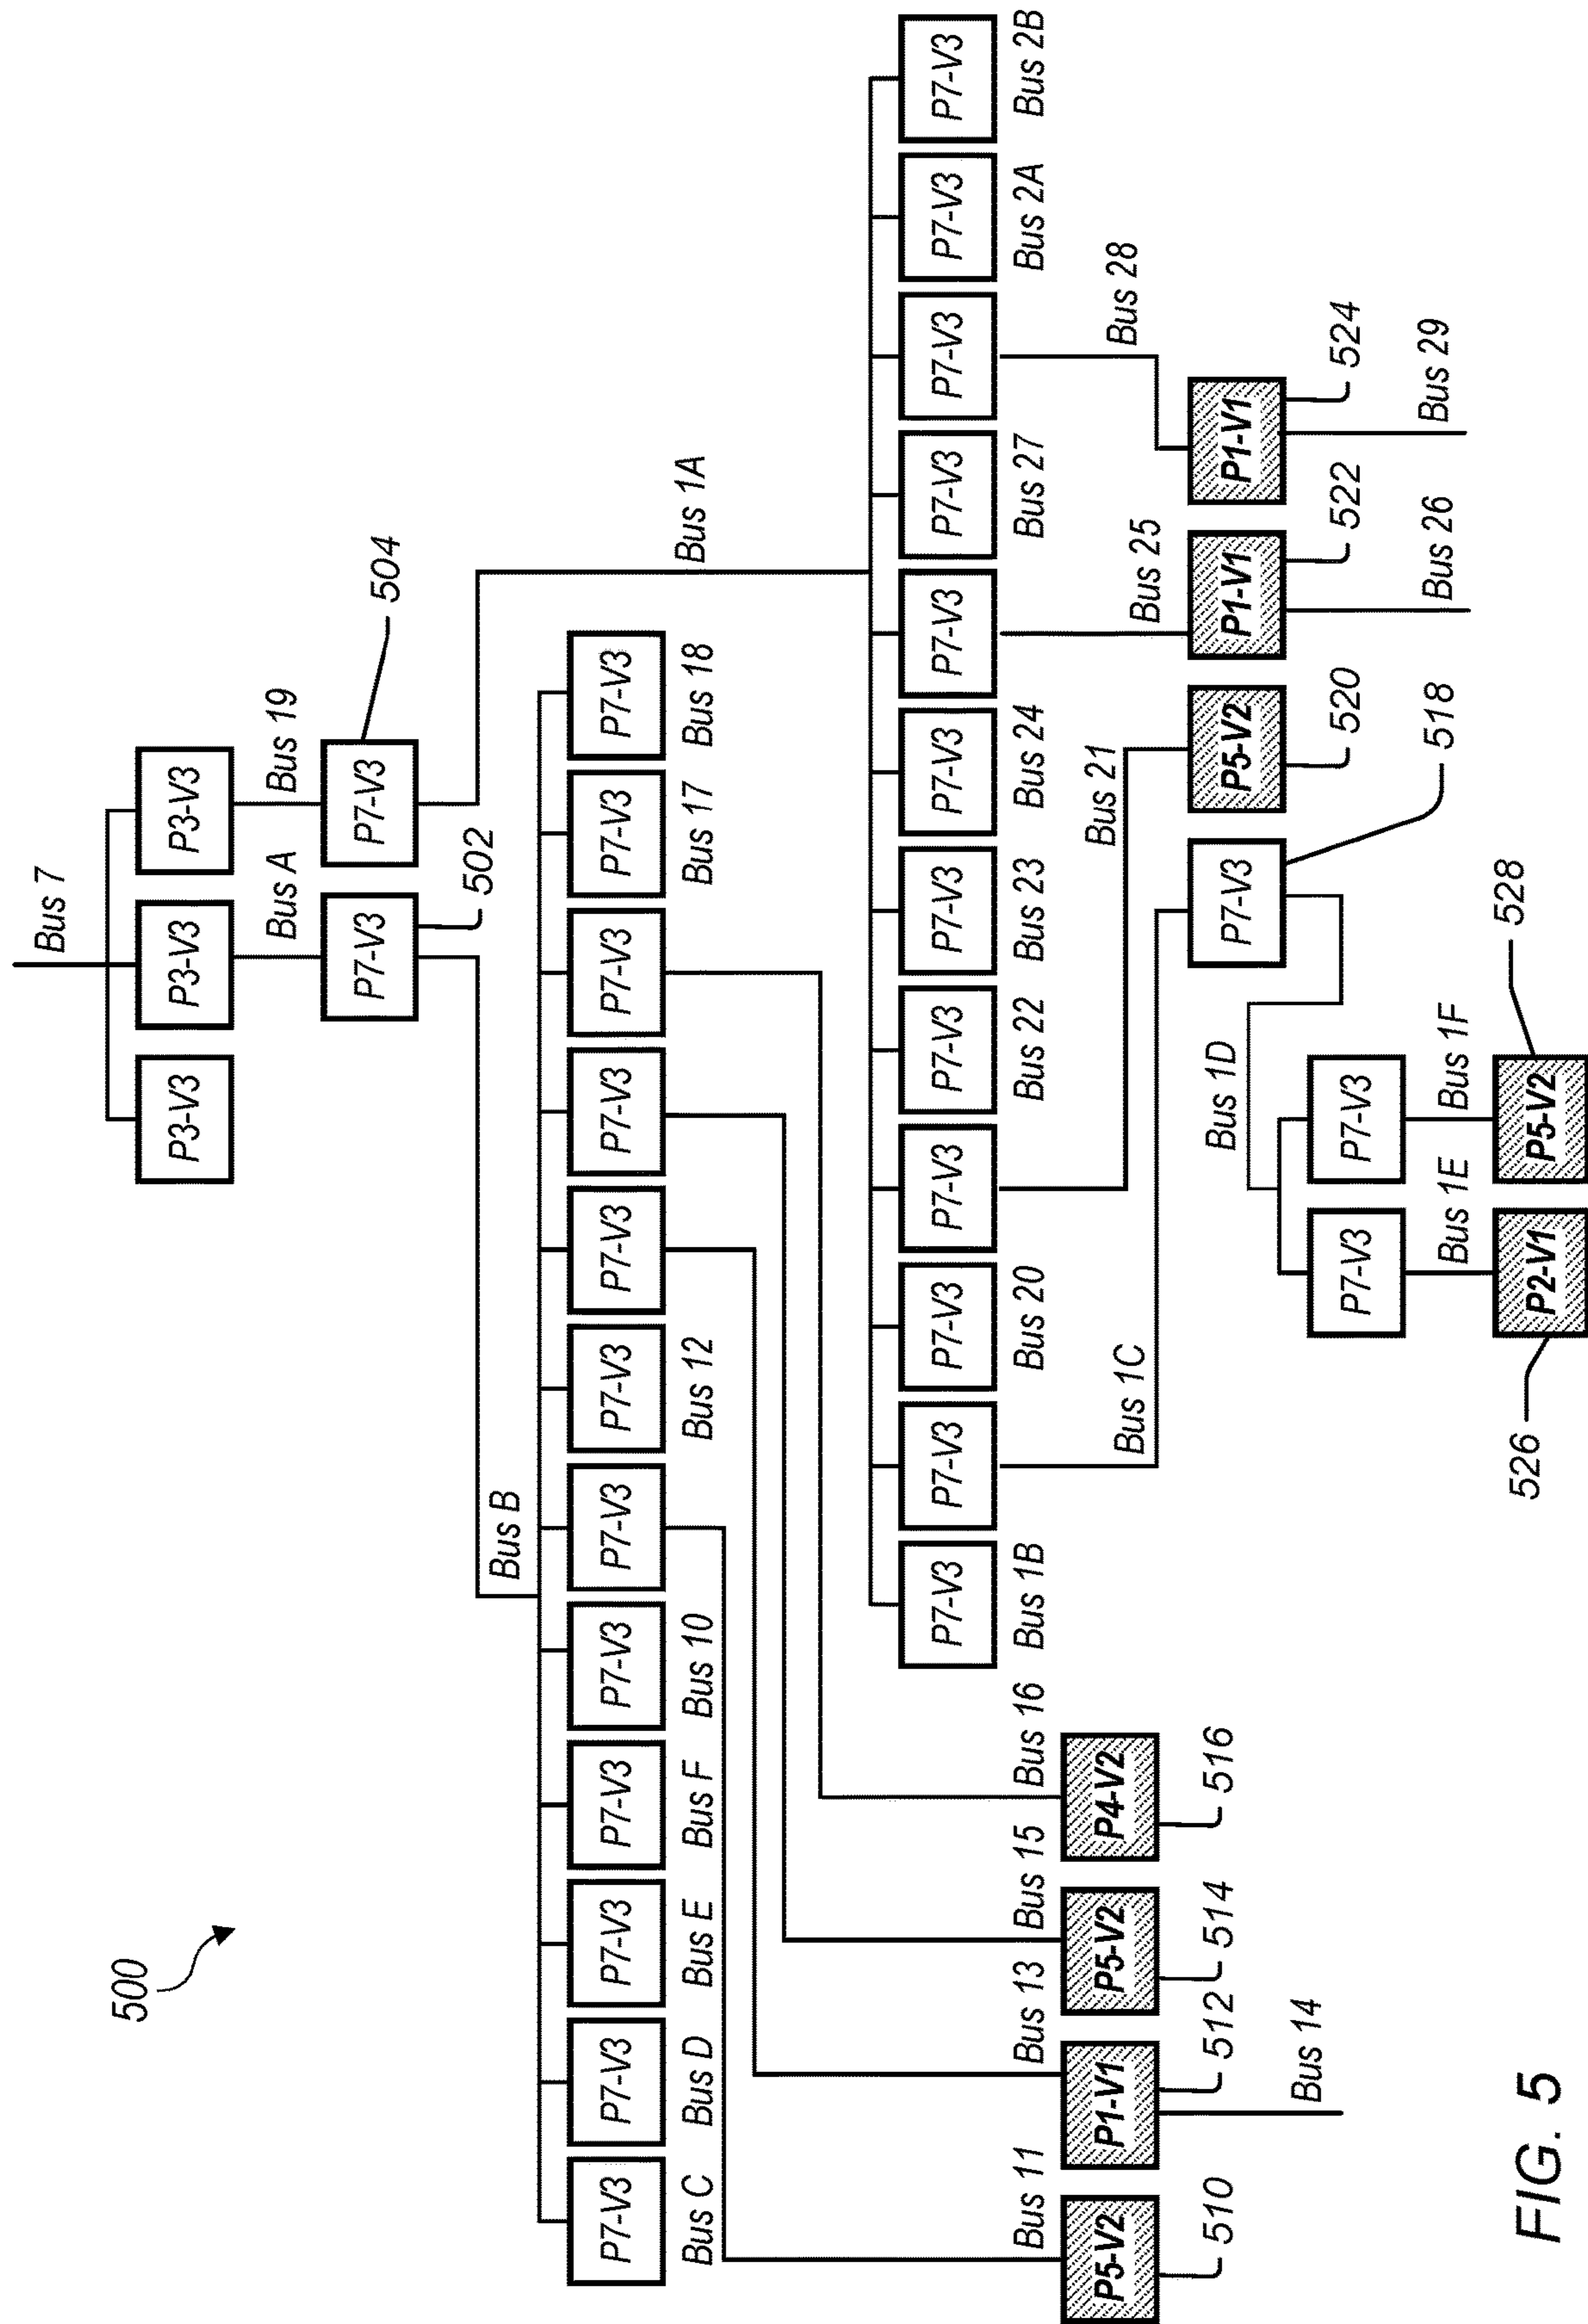 500
Bus 7
P3-V3
P3-V3
P3-V3
Bus A
Bus 19
P7-V3
P7-V3
502
504
Bus B
Bus 1A
P7-V3
P7-V3
P7-V3
P7-V3
P7-V3
P7-V3
P7-V3
P7-V3
P7-V3
P7-V3
P7-V3
P7-V3
Bus C
Bus D
Bus E
Bus F
Bus 10
Bus 12
Bus 17
Bus 18
P7-V3
P7-V3
P7-V3
P7-V3
P7-V3
P7-V3
P7-V3
P7-V3
P7-V3
P7-V3
P7-V3
P7-V3
Bus 1B
Bus 20
Bus 22
Bus 23
Bus 24
Bus 27
Bus 2A
Bus 2B
Bus 11
Bus 13
Bus 15
Bus 16
P5-V2
P1-V1
P5-V2
P4-V2
510
512
514
516
Bus 14
Bus 1C
Bus 21
Bus 25
Bus 28
P7-V3
P5-V2
P1-V1
P1-V1
518
520
522
524
Bus 26
Bus 29
Bus 1D
P7-V3
P7-V3
Bus 1E
Bus 1F
P2-V1
P5-V2
526
528
FIG. 5